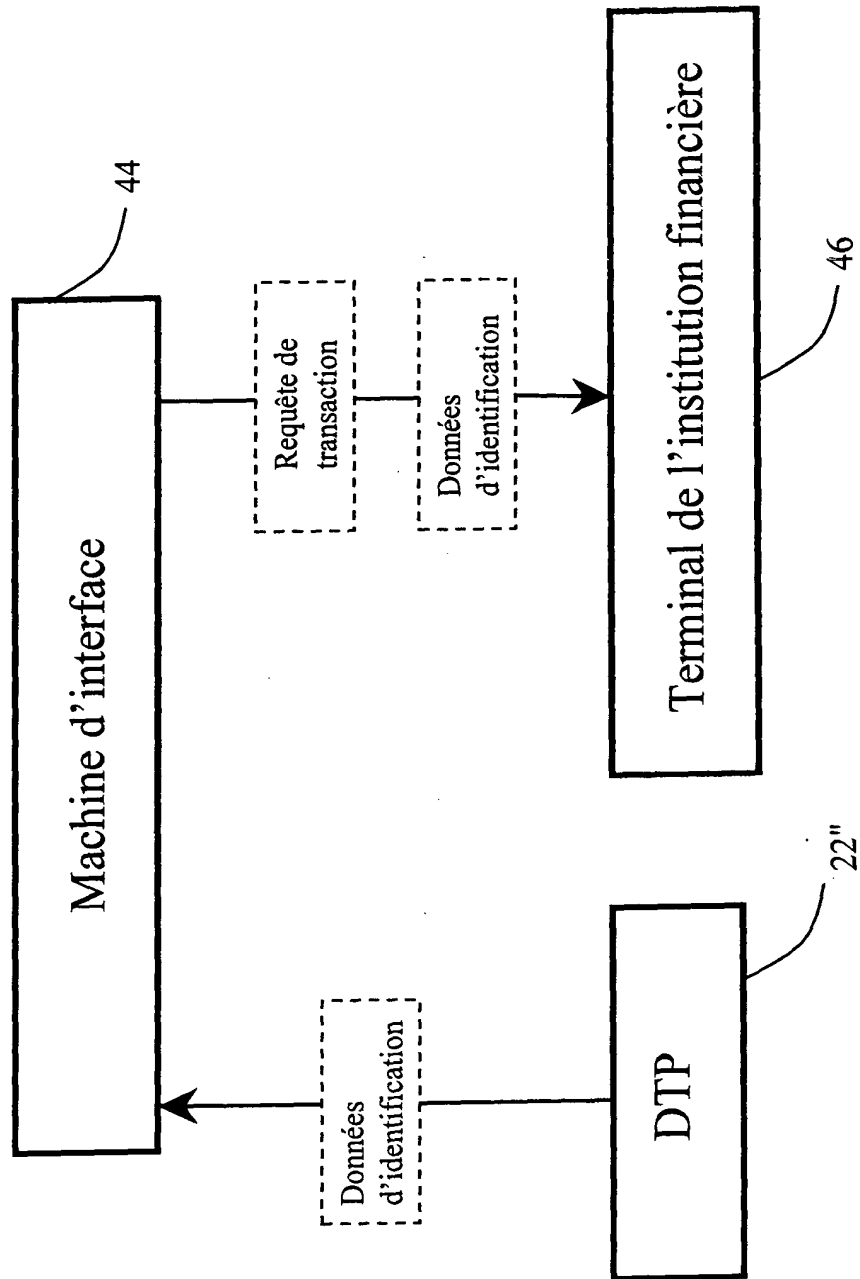 Machine d'interface
44
Données
d'identification
Requête de
transaction
Données
d'identification
DTP
22"
Terminal de l'institution financière
46